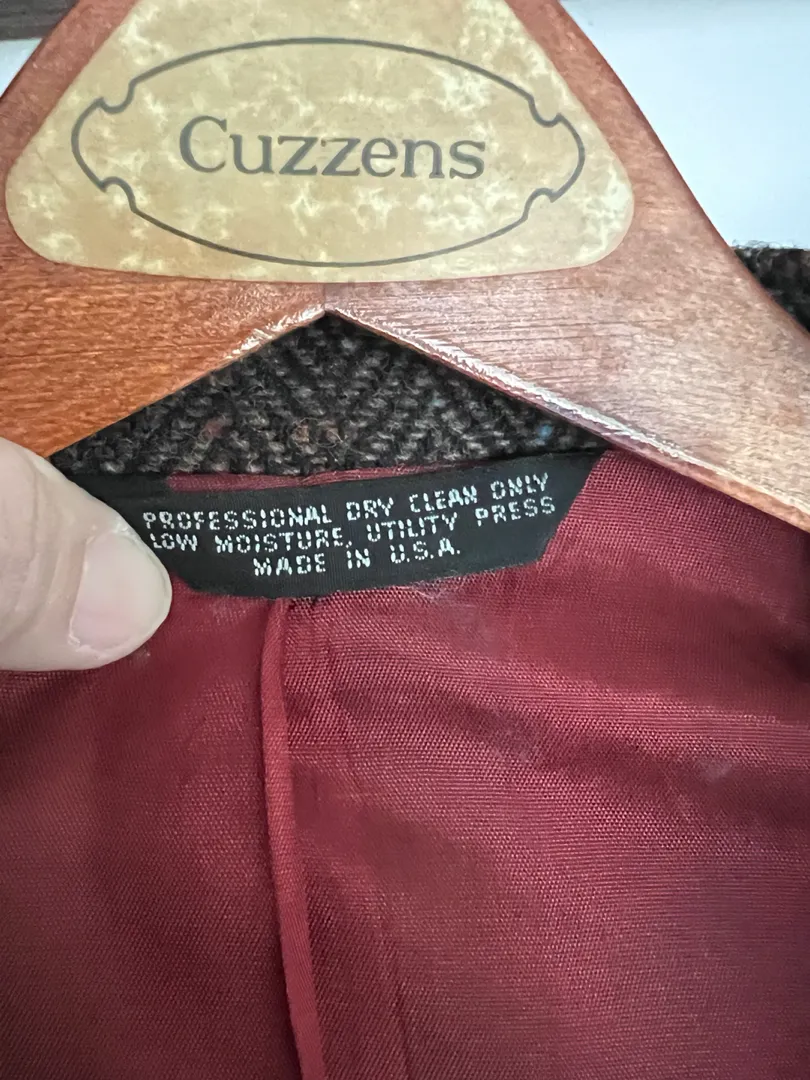 Cuzzens
PROFESSIONAL DRY CLEAN ONLY
LOW MOISTURE, UTILITY PRESS
MADE IN U.S.A.